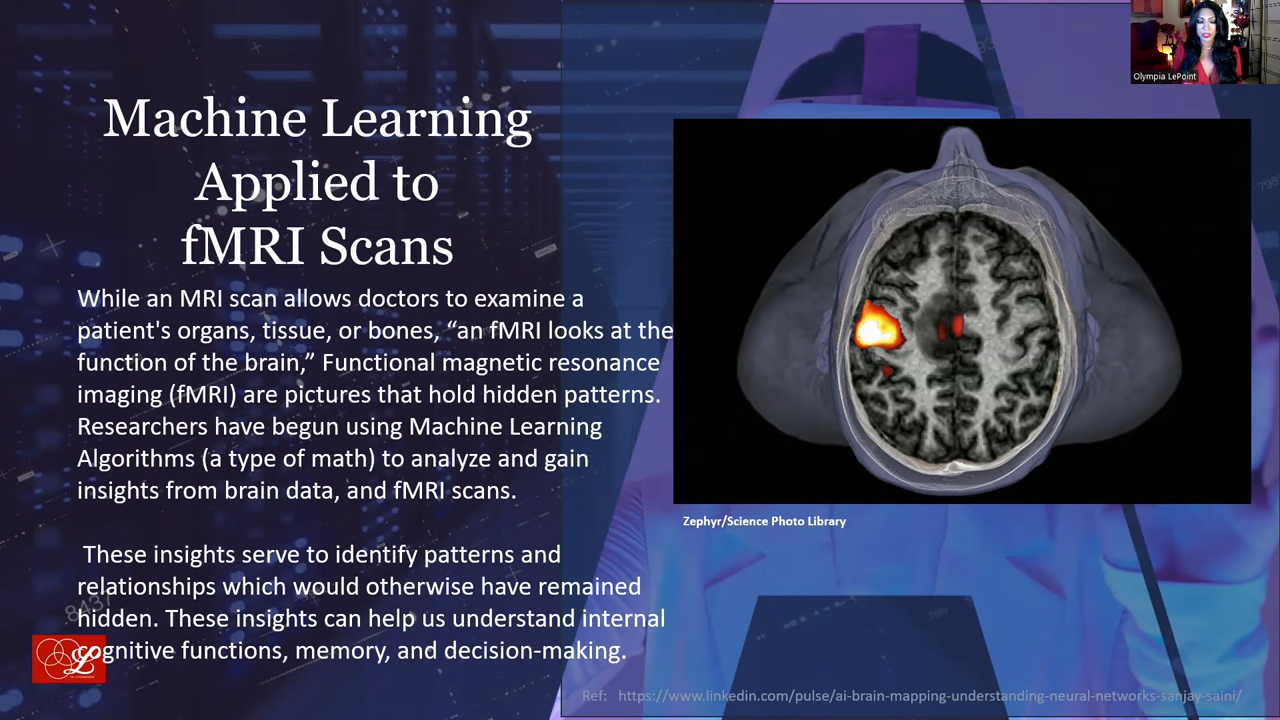 Olympia LePoint
Machine Learning
Applied to
fMRI Scans
While an MRI scan allows doctors to examine a
patient's organs, tissue, or bones, “an fMRI looks at the
function of the brain,” Functional magnetic resonance
imaging (fMRI) are pictures that hold hidden patterns.
Researchers have begun using Machine Learning
Algorithms (a type of math) to analyze and gain
insights from brain data, and fMRI scans.
These insights serve to identify patterns and
relationships which would otherwise have remained
hidden. These insights can help us understand internal
cognitive functions, memory, and decision-making.
Zephyr/Science Photo Library
Ref: https://www.linkedin.com/pulse/ai-brain-mapping-understanding-neural-networks-sanjay-saini/